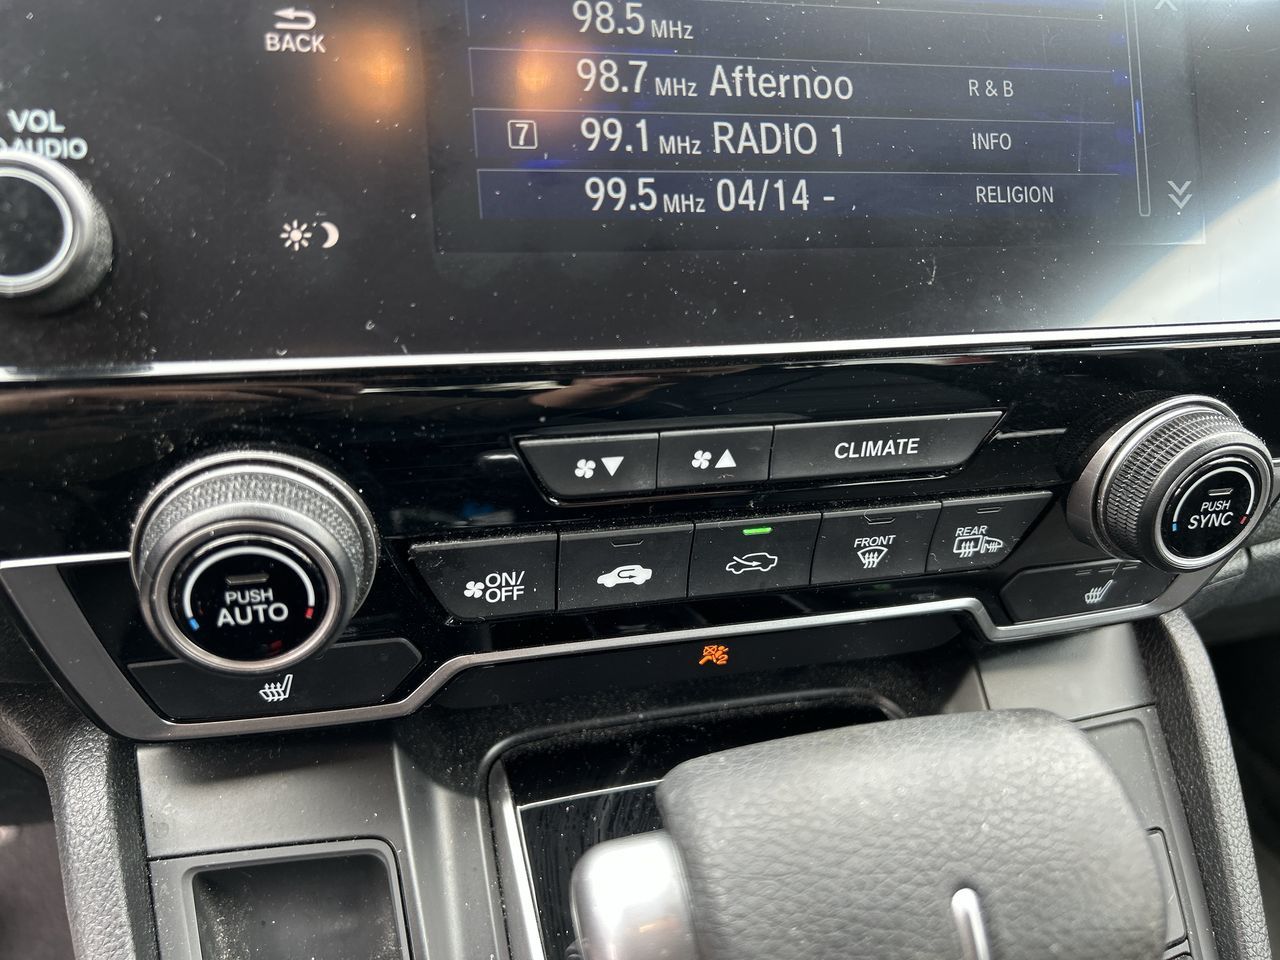 BACK
98.5 MHz
98.7 MHz Afternoo R & B
7 99.1 MHz RADIO 1 INFO
99.5 MHz 04/14 - RELIGION
VOL
AUDIO
CLIMATE
PUSH
AUTO
ON/
OFF
FRONT
REAR
PUSH
SYNC
2